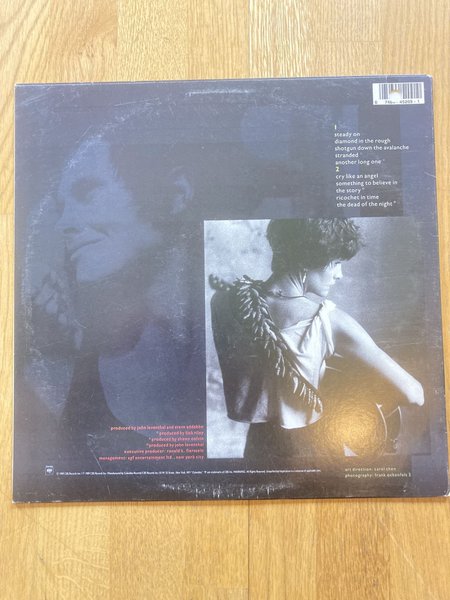 1
steady on
diamond in the rough
shotgun down the avalanche
stranded
another long one
2
cry like an angel
something to believe in
the story
ricochet in time
the dead of the night
produced by john leventhal and steve addabbo
produced by
produced by shawn colvin
produced by john leventhal
executive producer: ronald k. fierstein
management: agf entertainment ltd., new york city
art direction: carol chen
photography: frank ockenfels 3